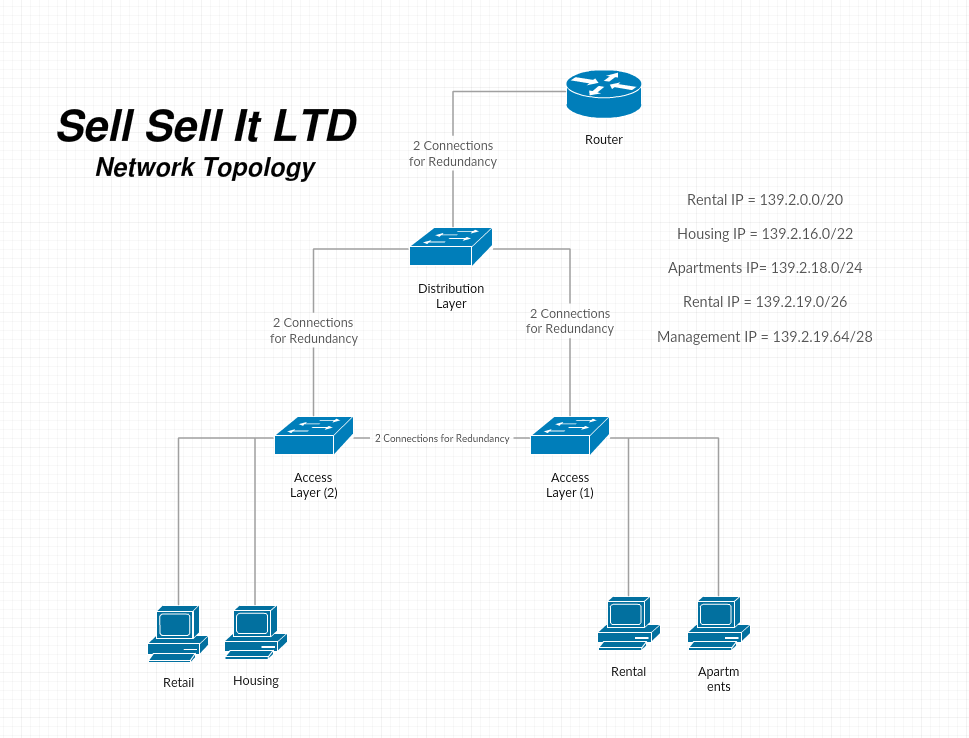 Sell Sell It LTD
Network Topology
Router
2 Connections
for Redundancy
Rental IP = 139.2.0.0/20
Housing IP = 139.2.16.0/22
Apartments IP= 139.2.18.0/24
Rental IP = 139.2.19.0/26
Management IP = 139.2.19.64/28
Distribution
Layer
2 Connections
for Redundancy
2 Connections
for Redundancy
2 Connections for Redundancy
Access
Layer (2)
Access
Layer (1)
Retail
Housing
Rental
Apartm
ents